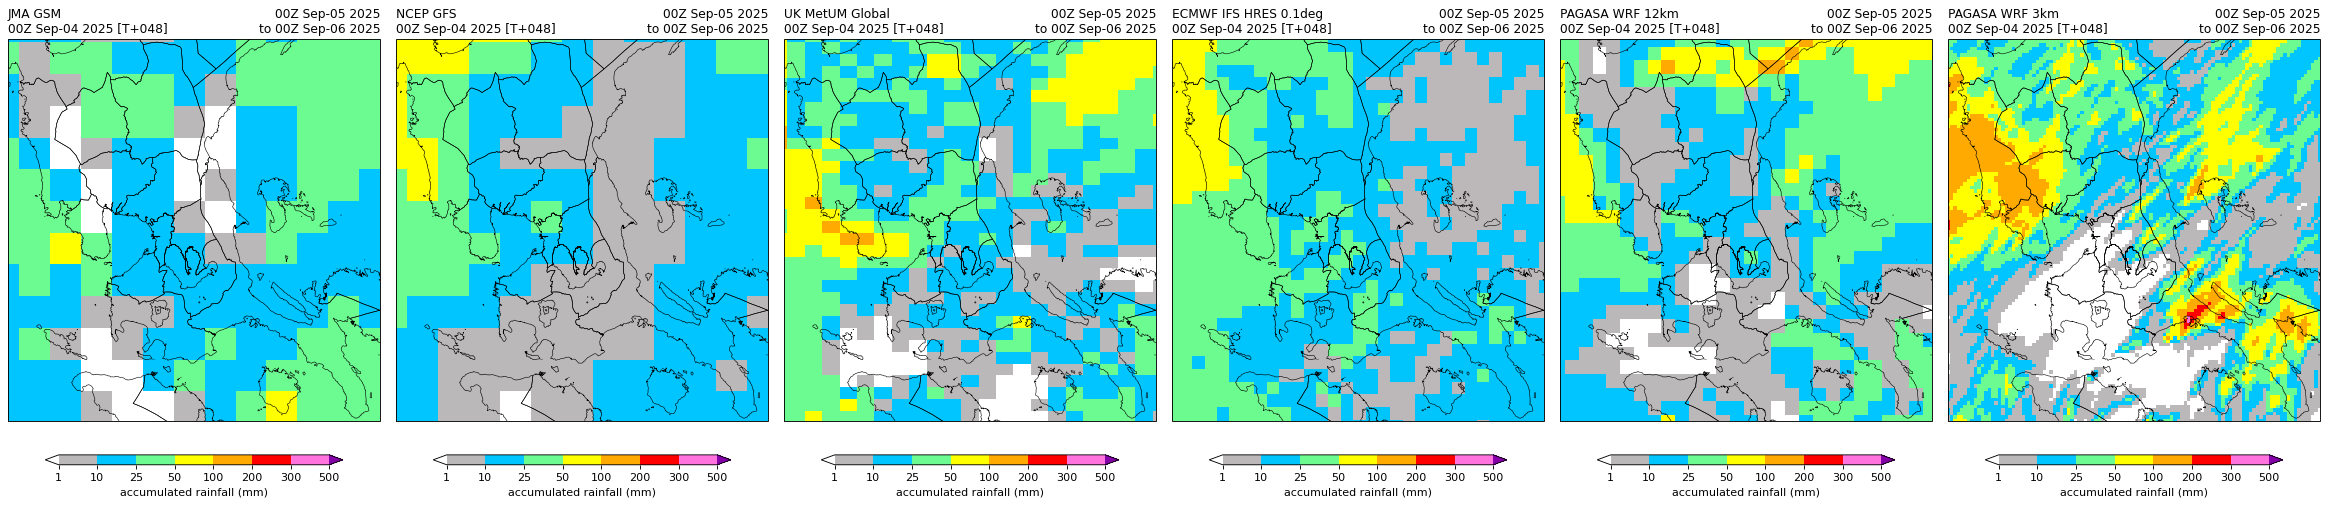 JMA GSM 00Z Sep-05 2025
00Z Sep-04 2025 [T+048] to 00Z Sep-06 2025
NCEP GFS 00Z Sep-05 2025
00Z Sep-04 2025 [T+048] to 00Z Sep-06 2025
UK MetUM Global 00Z Sep-05 2025
00Z Sep-04 2025 [T+048] to 00Z Sep-06 2025
ECMWF IFS HRES 0.1deg 00Z Sep-05 2025
00Z Sep-04 2025 [T+048] to 00Z Sep-06 2025
PAGASA WRF 12km 00Z Sep-05 2025
00Z Sep-04 2025 [T+048] to 00Z Sep-06 2025
PAGASA WRF 3km 00Z Sep-05 2025
00Z Sep-04 2025 [T+048] to 00Z Sep-06 2025
1 10 25 50 100 200 300 500
accumulated rainfall (mm)
1 10 25 50 100 200 300 500
accumulated rainfall (mm)
1 10 25 50 100 200 300 500
accumulated rainfall (mm)
1 10 25 50 100 200 300 500
accumulated rainfall (mm)
1 10 25 50 100 200 300 500
accumulated rainfall (mm)
1 10 25 50 100 200 300 500
accumulated rainfall (mm)